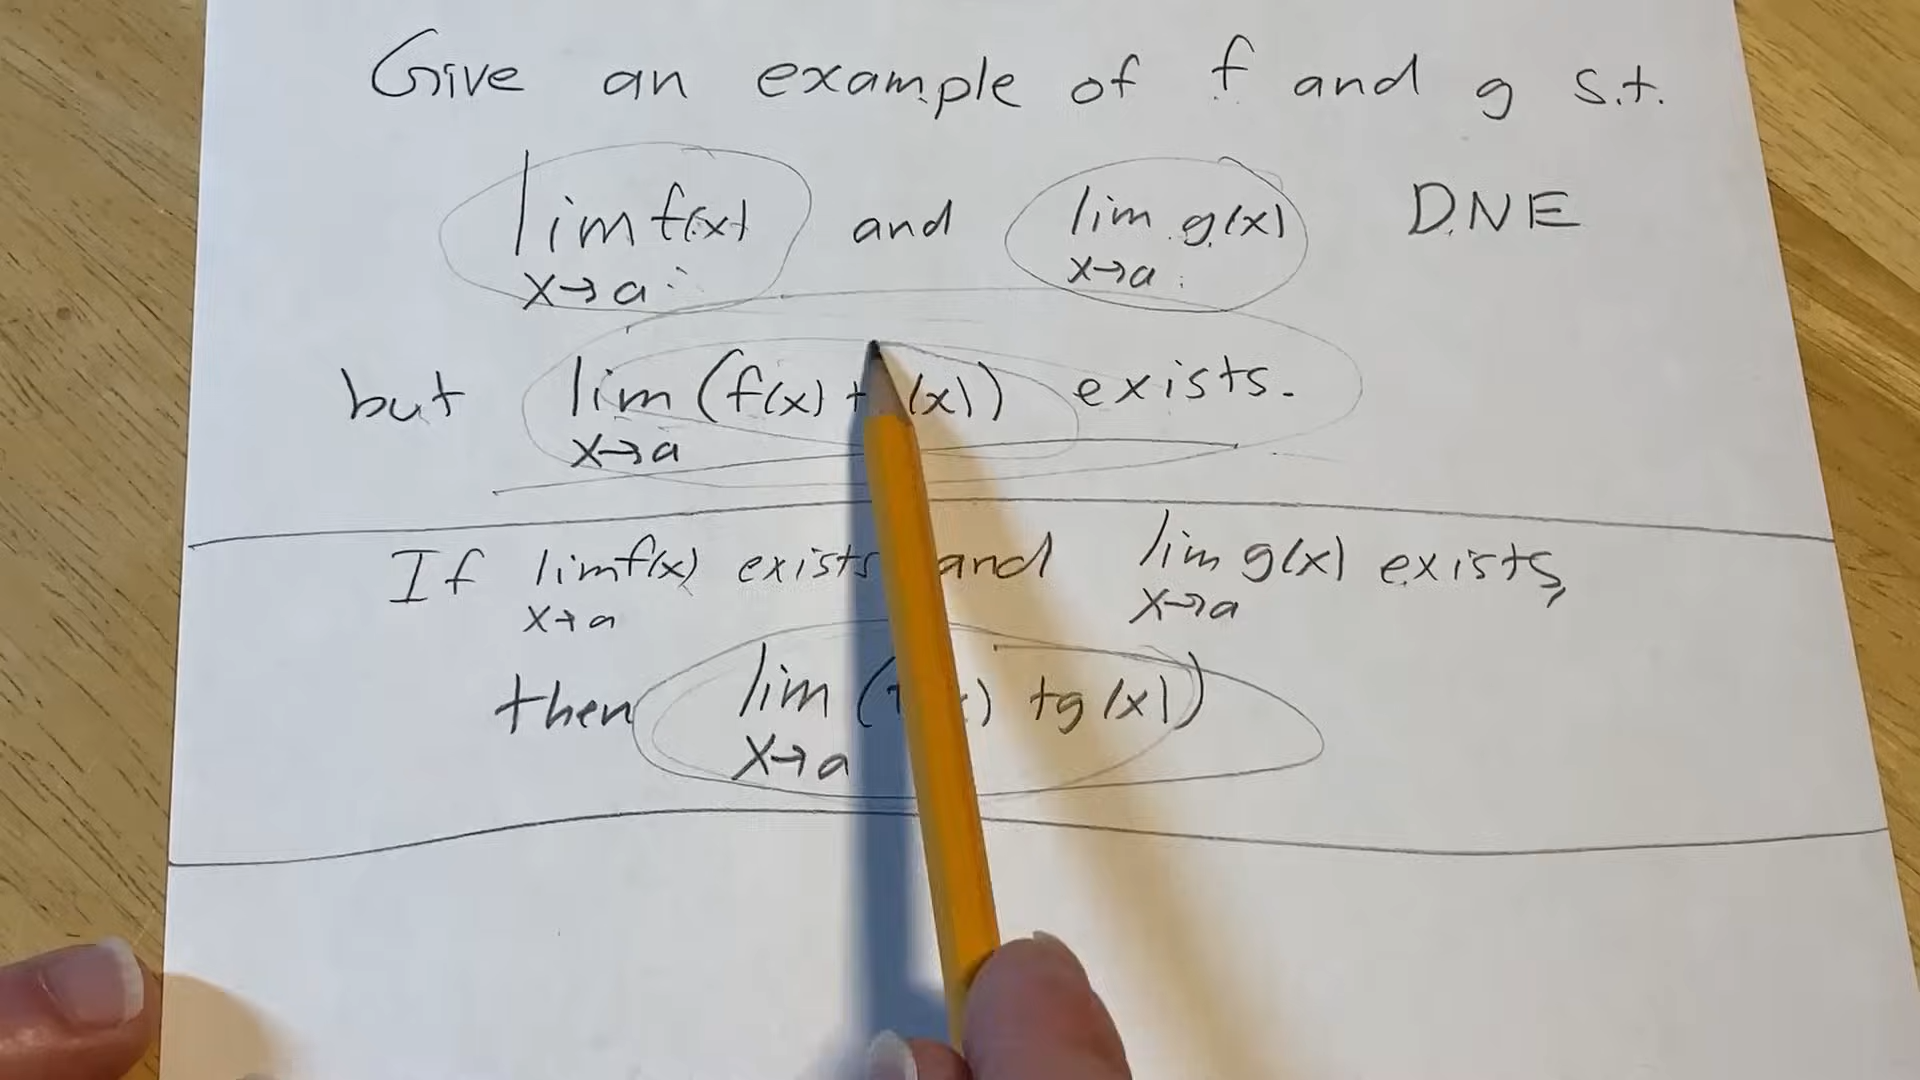 Give an example of f and g s.t.
lim f(x) and lim g(x) DNE
x→a x→a
but lim (f(x) + (x)) exists.
x→a
If lim f(x) exists and lim g(x) exists,
x→a x→a
then lim ( ) +g(x))
x→a